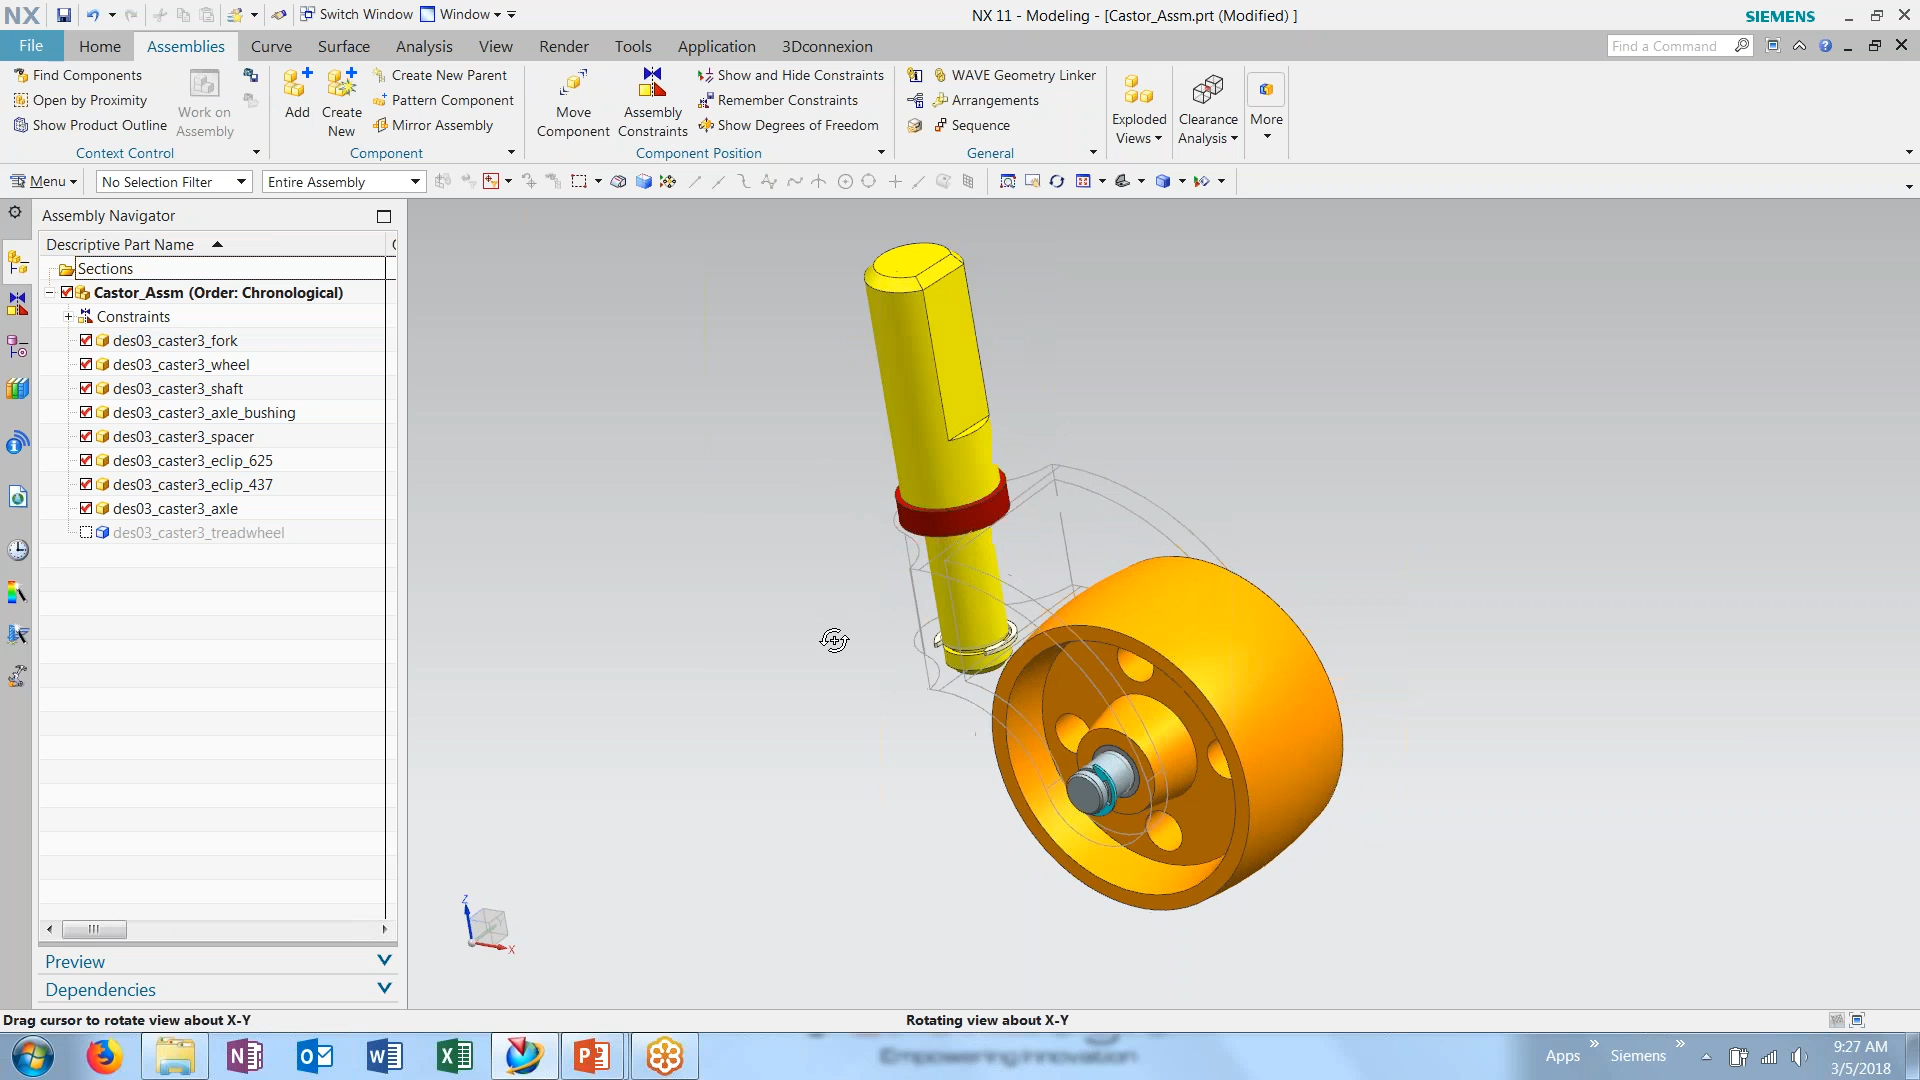 NX
Switch Window
Window
NX 11 - Modeling - [Castor_Assm.prt (Modified) ]
SIEMENS
File
Home
Assemblies
Curve
Surface
Analysis
View
Render
Tools
Application
3Dconnexion
Find a Command
Find Components
Open by Proximity
Show Product Outline
Work on
Assembly
Context Control
Add
Create
New
Create New Parent
Pattern Component
Mirror Assembly
Component
Move
Component
Assembly
Constraints
Show and Hide Constraints
Remember Constraints
Show Degrees of Freedom
Component Position
WAVE Geometry Linker
Arrangements
Sequence
General
Exploded
Views
Clearance
Analysis
More
Menu
No Selection Filter
Entire Assembly
Assembly Navigator
Descriptive Part Name
Sections
Castor_Assm (Order: Chronological)
Constraints
des03_caster3_fork
des03_caster3_wheel
des03_caster3_shaft
des03_caster3_axle_bushing
des03_caster3_spacer
des03_caster3_eclip_625
des03_caster3_eclip_437
des03_caster3_axle
des03_caster3_treadwheel
Z
X
Preview
Dependencies
Drag cursor to rotate view about X-Y
Rotating view about X-Y
Empowering Innovation
Apps
Siemens
9:27 AM
3/5/2018